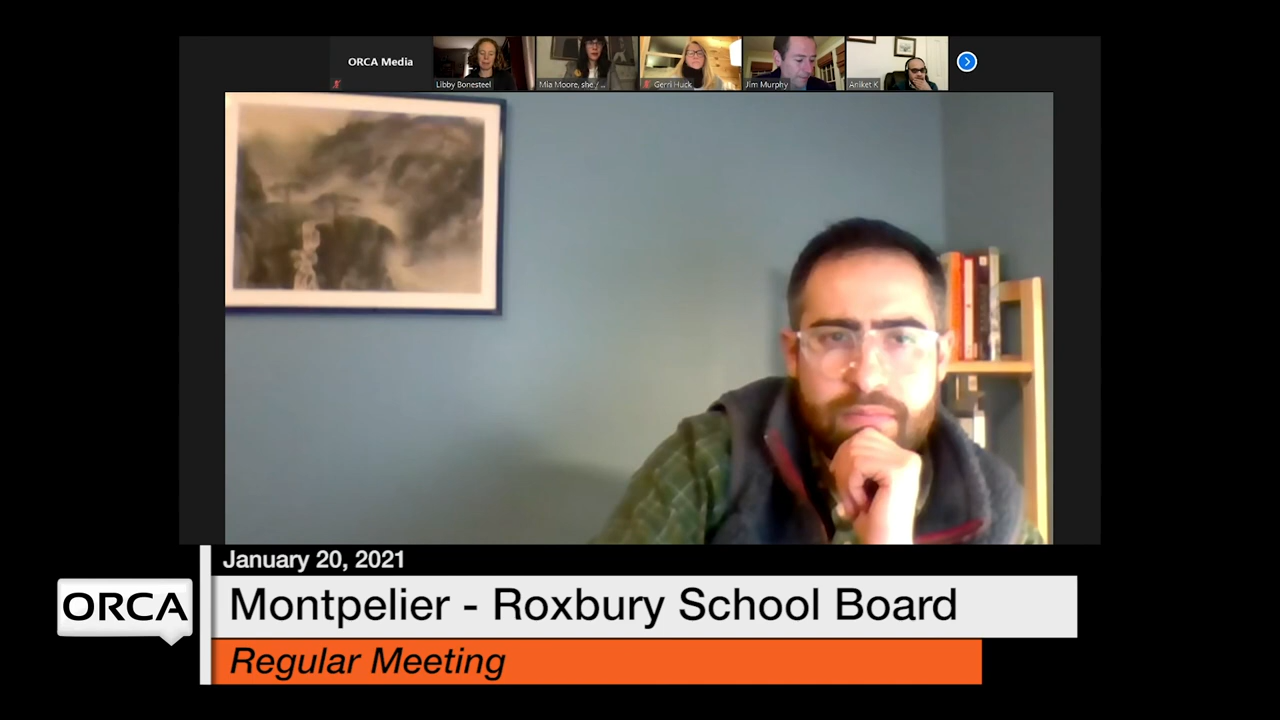 ORCA Media
Libby Bonesteel
Mia Moore, she / ...
Gerri Huck
Jim Murphy
Aniket K
January 20, 2021
ORCA
Montpelier - Roxbury School Board
Regular Meeting